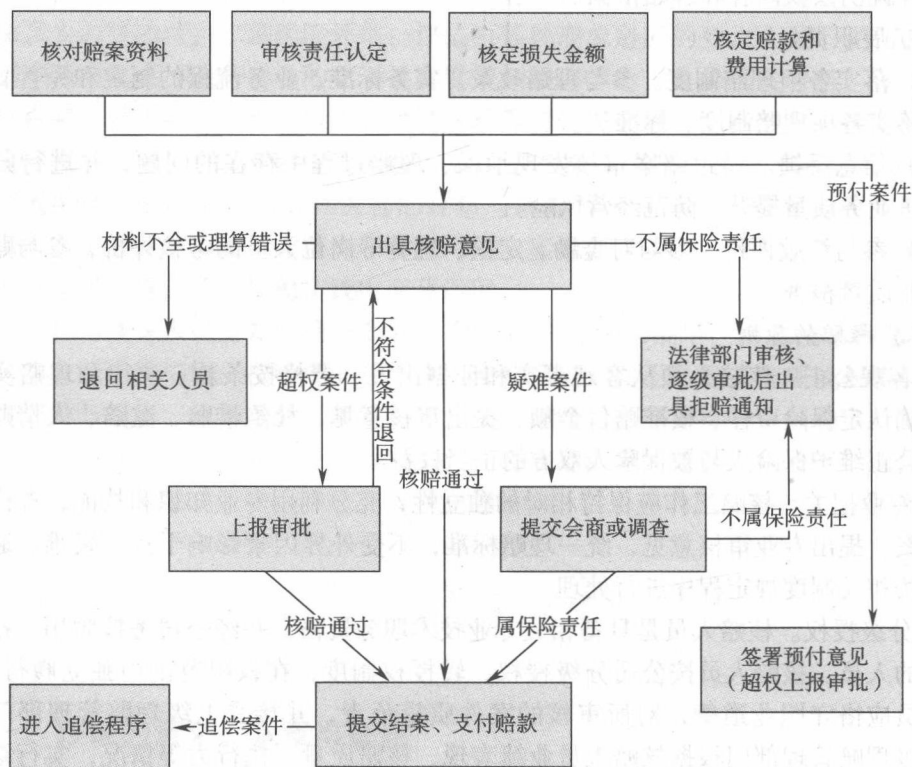 核对赔案资料
审核责任认定
核定损失金额
核定赔款和
费用计算
预付案件
材料不全或理算错误
出具核赔意见
不属保险责任
不符合条件退回
退回相关人员
超权案件
疑难案件
法律部门审核、
逐级审批后出
具拒赔通知
核赔通过
上报审批
提交会商或调查
不属保险责任
核赔通过
属保险责任
签署预付意见
（超权上报审批）
进人追偿程序
追偿案件
提交结案、支付赔款